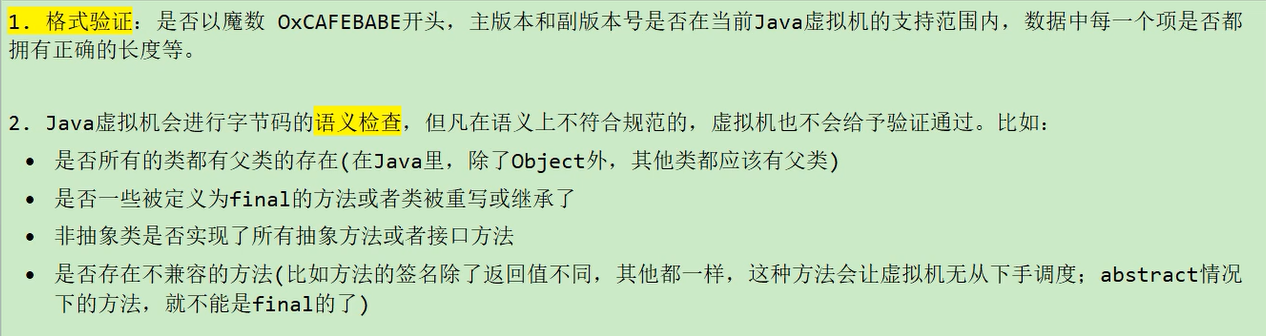 1. 格式验证：是否以魔数 OxCAFEBABE开头，主版本和副版本号是否在当前Java虚拟机的支持范围内，数据中每一个项是否都
拥有正确的长度等。
2. Java虚拟机会进行字节码的语义检查，但凡在语义上不符合规范的，虚拟机也不会给予验证通过。比如：
• 是否所有的类都有父类的存在(在Java里，除了Object外，其他类都应该有父类)
• 是否一些被定义为final的方法或者类被重写或继承了
• 非抽象类是否实现了所有抽象方法或者接口方法
• 是否存在不兼容的方法(比如方法的签名除了返回值不同，其他都一样，这种方法会让虚拟机无从下手调度；abstract情况
下的方法，就不能是final的了)